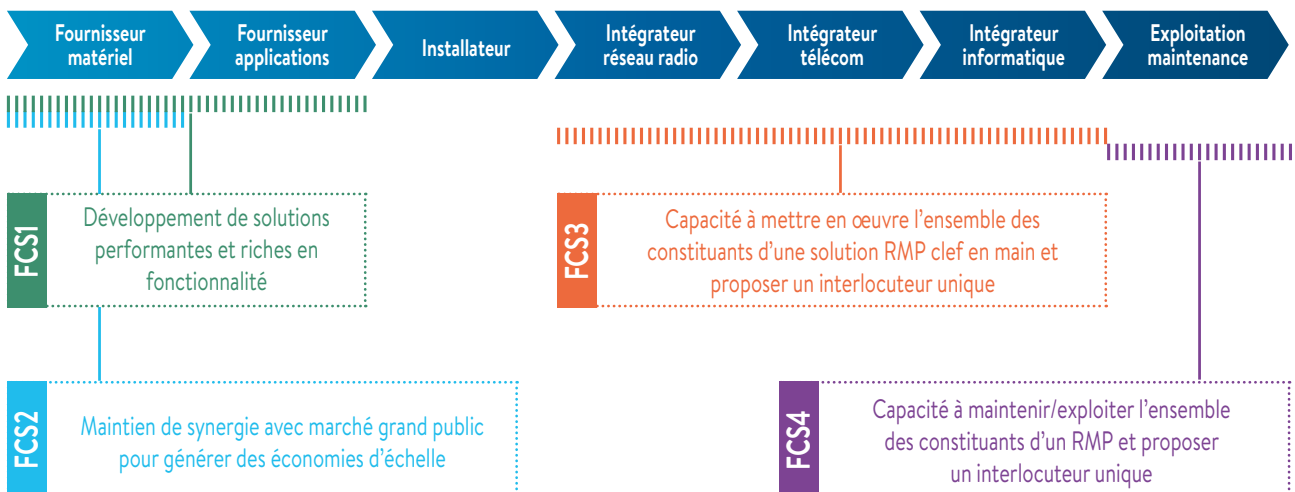 Fournisseur
matériel
Fournisseur
applications
Installateur
Intégrateur
réseau radio
Intégrateur
télécom
Intégrateur
informatique
Exploitation
maintenance
FCS1
Développement de solutions
performantes et riches en
fonctionnalité
FCS3
Capacité à mettre en œuvre l'ensemble des
constituants d'une solution RMP clef en main et
proposer un interlocuteur unique
FCS2
Maintien de synergie avec marché grand public
pour générer des économies d'échelle
FCS4
Capacité à maintenir/exploiter l'ensemble
des constituants d'un RMP et proposer
un interlocuteur unique